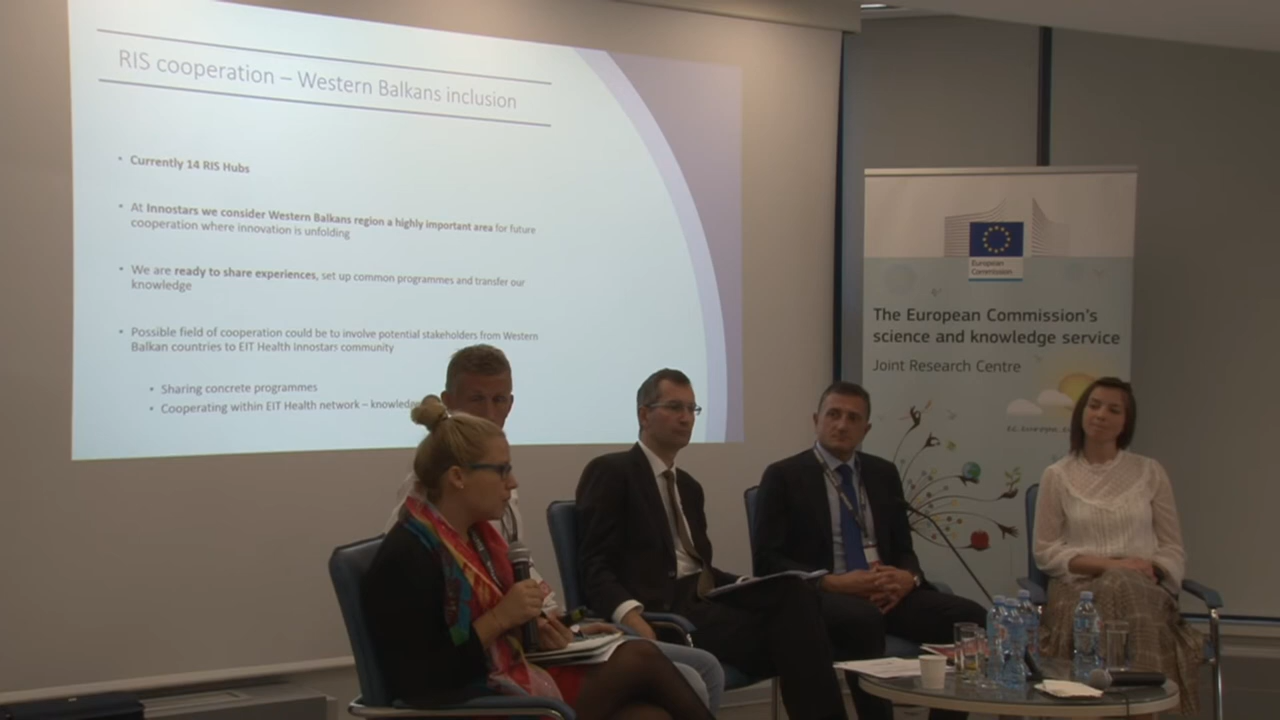 RIS cooperation – Western Balkans inclusion
• Currently 14 RIS Hubs
• At Innostars we consider Western Balkans region a highly important area for future
cooperation where innovation is unfolding
• We are ready to share experiences, set up common programmes and transfer our
knowledge
• Possible field of cooperation could be to involve potential stakeholders from Western
Balkan countries to EIT Health Innostars community
• Sharing concrete programmes
• Cooperating within EIT Health network – knowledge
European
Commission
The European Commission's
science and knowledge service
Joint Research Centre